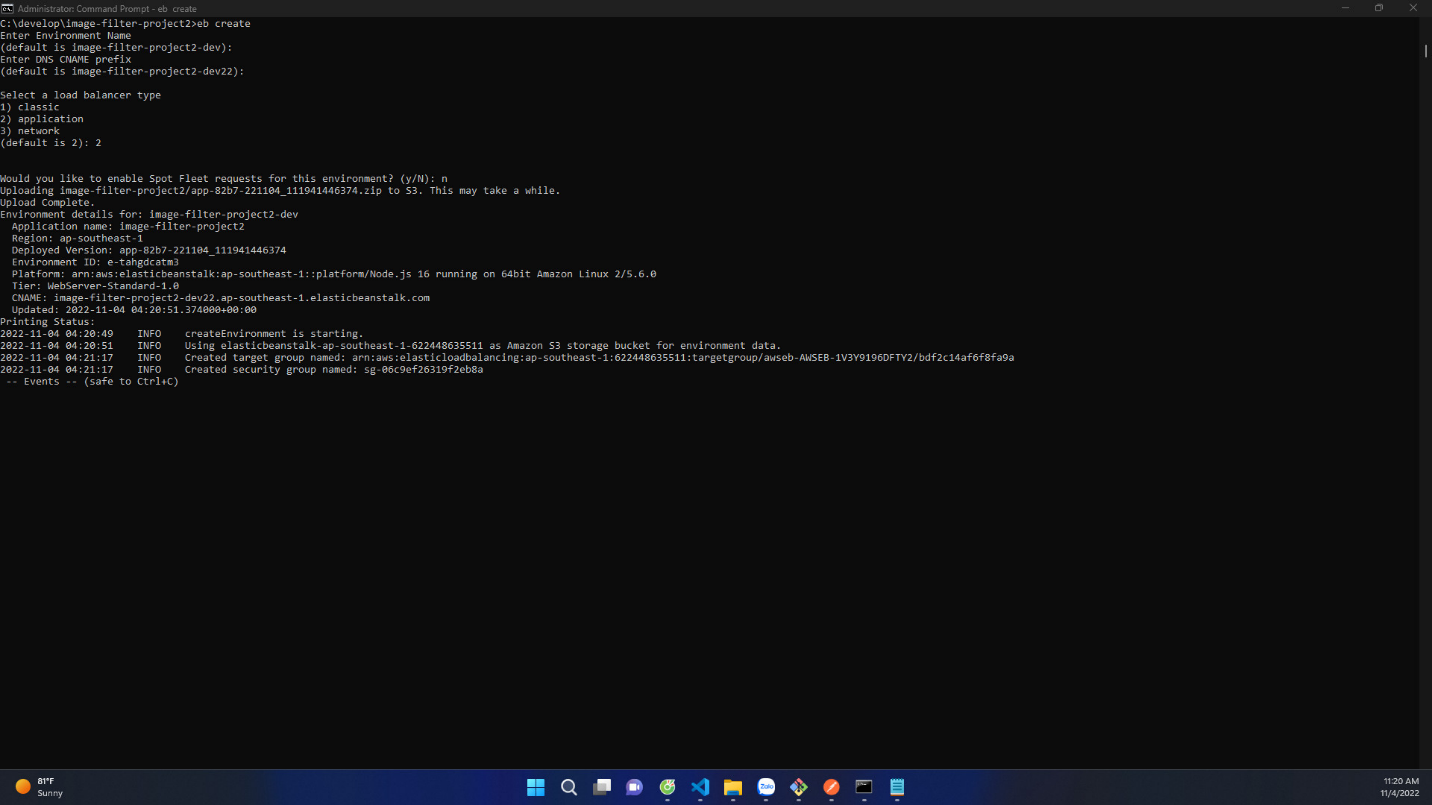 Administrator: Command Prompt - eb  create
C:\develop\image-filter-project2>eb create
Enter Environment Name
(default is image-filter-project2-dev):
Enter DNS CNAME prefix
(default is image-filter-project2-dev22):
Select a load balancer type
1) classic
2) application
3) network
(default is 2): 2
Would you like to enable Spot Fleet requests for this environment? (y/N): n
Uploading image-filter-project2/app-82b7-221104_111941446374.zip to S3. This may take a while.
Upload Complete.
Environment details for: image-filter-project2-dev
  Application name: image-filter-project2
  Region: ap-southeast-1
  Deployed Version: app-82b7-221104_111941446374
  Environment ID: e-tahgdcatm3
  Platform: arn:aws:elasticbeanstalk:ap-southeast-1::platform/Node.js 16 running on 64bit Amazon Linux 2/5.6.0
  Tier: WebServer-Standard-1.0
  CNAME: image-filter-project2-dev22.ap-southeast-1.elasticbeanstalk.com
  Updated: 2022-11-04 04:20:51.374000+00:00
Printing Status:
2022-11-04 04:20:49    INFO    createEnvironment is starting.
2022-11-04 04:20:51    INFO    Using elasticbeanstalk-ap-southeast-1-622448635511 as Amazon S3 storage bucket for environment data.
2022-11-04 04:21:17    INFO    Created target group named: arn:aws:elasticloadbalancing:ap-southeast-1:622448635511:targetgroup/awseb-AWSEB-1V3Y9196DFTY2/bdf2c14af6f8fa9a
2022-11-04 04:21:17    INFO    Created security group named: sg-06c9ef26319f2eb8a
 -- Events -- (safe to Ctrl+C)
81°F
Sunny
Zalo
11:20 AM
11/4/2022